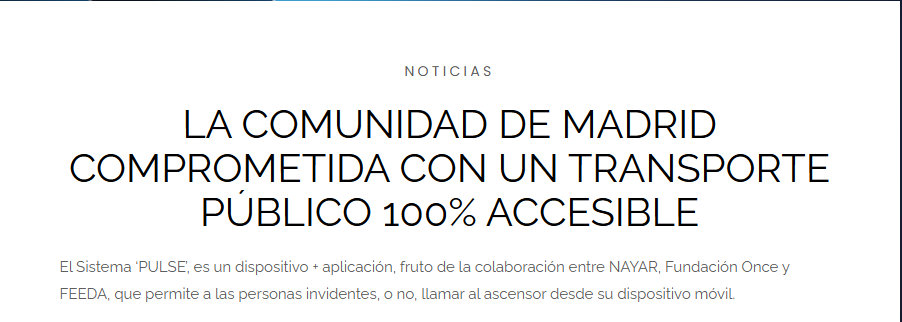 NOTICIAS
LA COMUNIDAD DE MADRID
COMPROMETIDA CON UN TRANSPORTE
PÚBLICO 100% ACCESIBLE
El Sistema ‘PULSE’, es un dispositivo + aplicación, fruto de la colaboración entre NAYAR, Fundación Once y
FEEDA, que permite a las personas invidentes, o no, llamar al ascensor desde su dispositivo móvil.